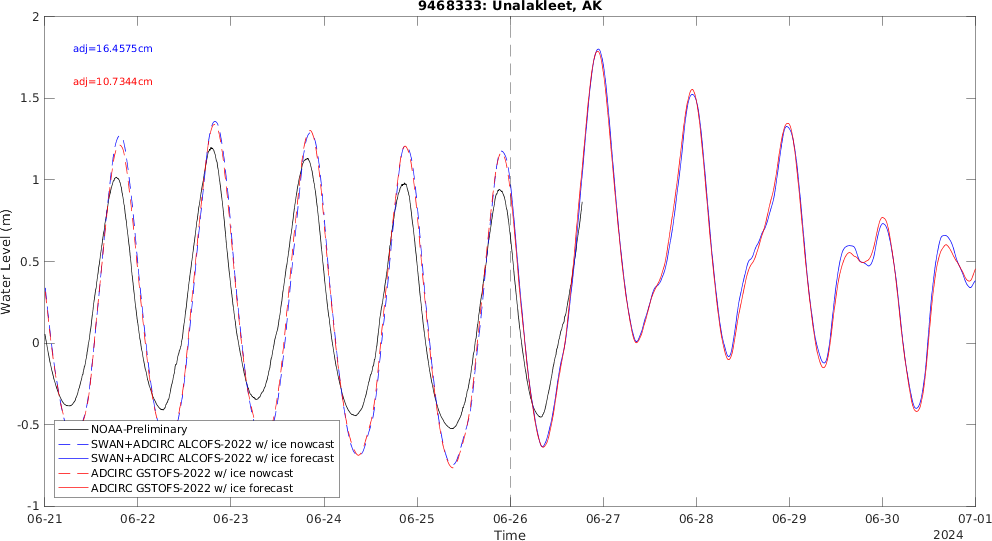 9468333: Unalakleet, AK
adj=16.4575cm
adj=10.7344cm
Water Level (m)
2
1.5
1
0.5
0
-0.5
-1
NOAA-Preliminary
SWAN+ADCIRC ALCOFS-2022 w/ ice nowcast
SWAN+ADCIRC ALCOFS-2022 w/ ice forecast
ADCIRC GSTOFS-2022 w/ ice nowcast
ADCIRC GSTOFS-2022 w/ ice forecast
06-21 06-22 06-23 06-24 06-25 06-26 06-27 06-28 06-29 06-30 07-01
Time
2024